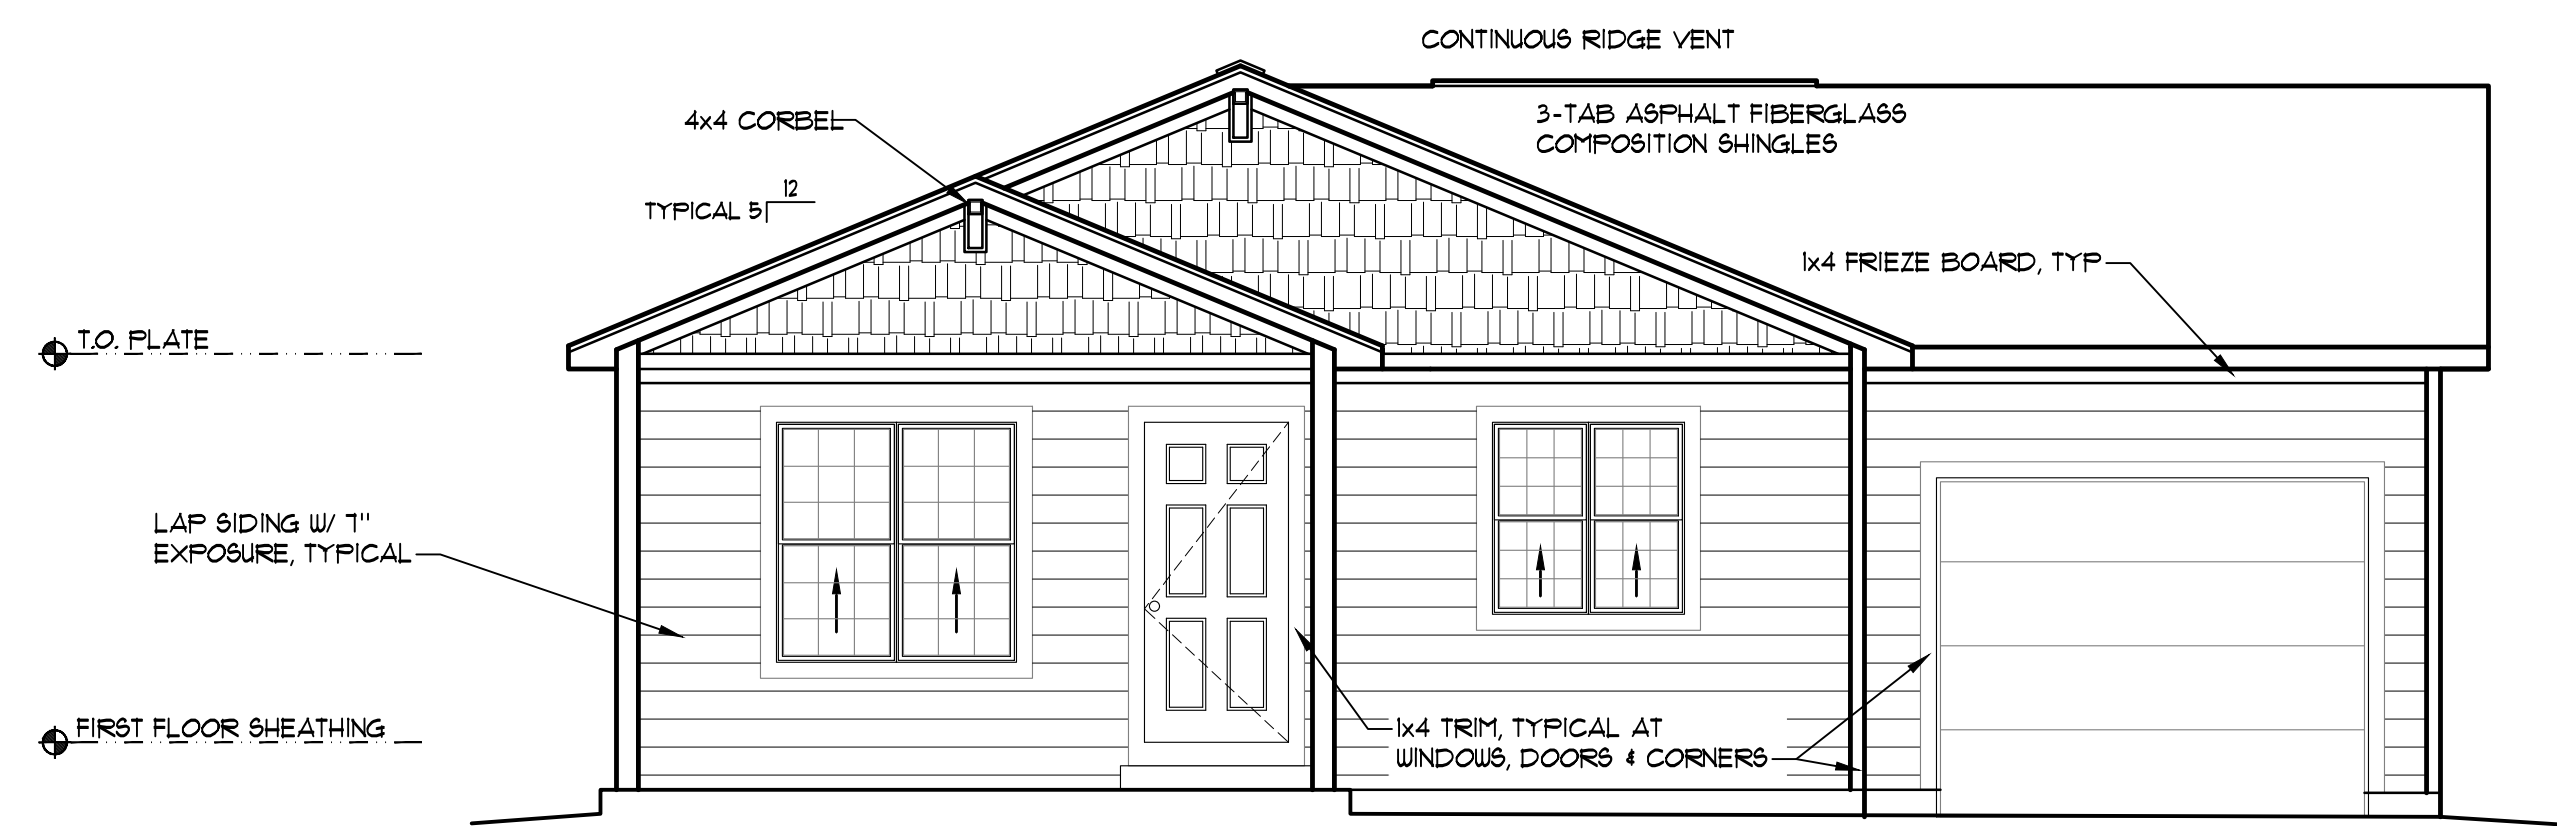 CONTINUOUS RIDGE VENT
4x4 CORBEL
3-TAB ASPHALT FIBERGLASS
COMPOSITION SHINGLES
12
TYPICAL 5
1x4 FRIEZE BOARD, TYP
T.O. PLATE
LAP SIDING W/ 7"
EXPOSURE, TYPICAL
FIRST FLOOR SHEATHING
1x4 TRIM, TYPICAL AT
WINDOWS, DOORS & CORNERS